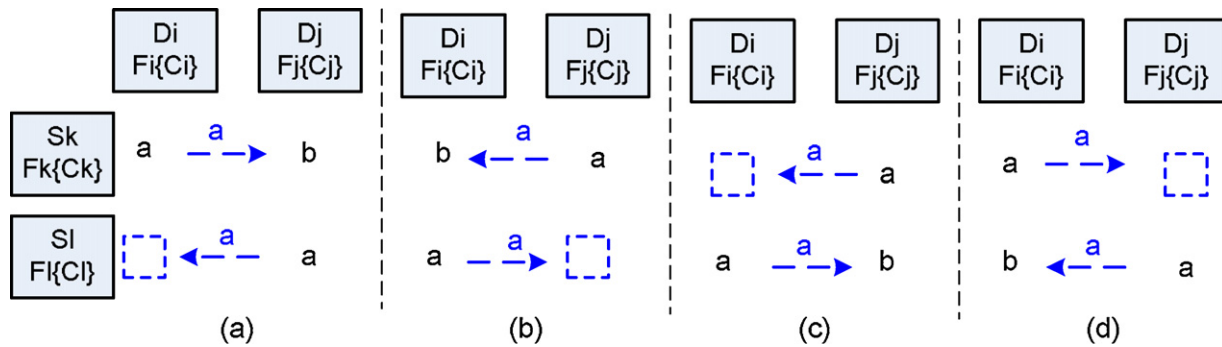 Di
Fi{Ci}
Dj
Fj{Cj}
Di
Fi{Ci}
Dj
Fj{Cj}
Di
Fi{Ci}
Dj
Fj{Cj}
Di
Fi{Ci}
Dj
Fj{Cj}
Sk
Fk{Ck}
a a b
b a a
a a
a a
Sl
Fl{Cl}
a a
a a
a a b
b a a
(a) (b) (c) (d)